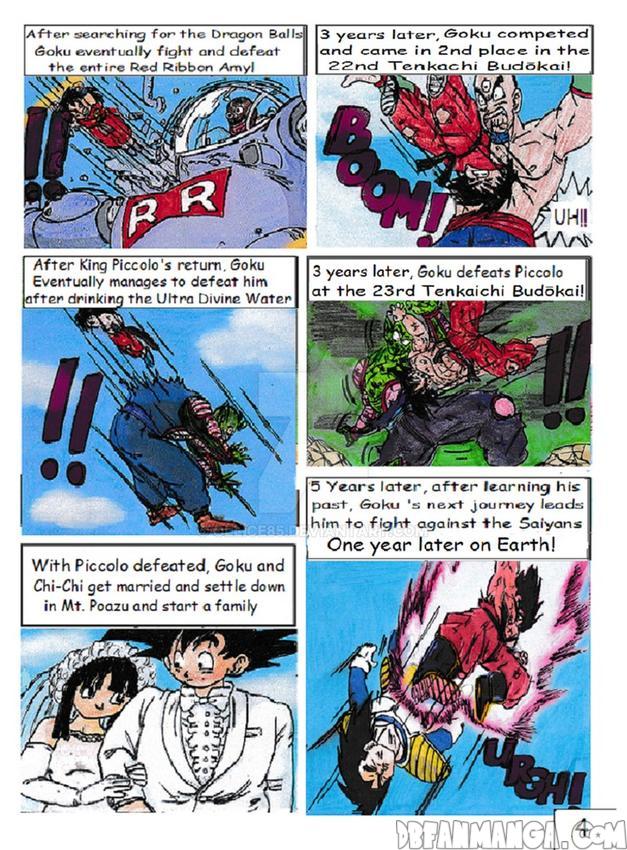 After searching for the Dragon Balls
Goku eventually fight and defeat
the entire Red Ribbon Amy!
R R
!!
3 years later, Goku competed
and came in 2nd place in the
22nd Tenkachi Budōkai!
BOOM!
UH!!
After King Piccolo's return, Goku
Eventually manages to defeat him
after drinking the Ultra Divine Water
!!
3 years later, Goku defeats Piccolo
at the 23rd Tenkaichi Budōkai!
!!
With Piccolo defeated, Goku and
Chi-Chi get married and settle down
in Mt. Poazu and start a family
5 Years later, after learning his
past, Goku 's next journey leads
him to fight against the Saiyans
One year later on Earth!
URGH!
4
DBFANMANGA.COM